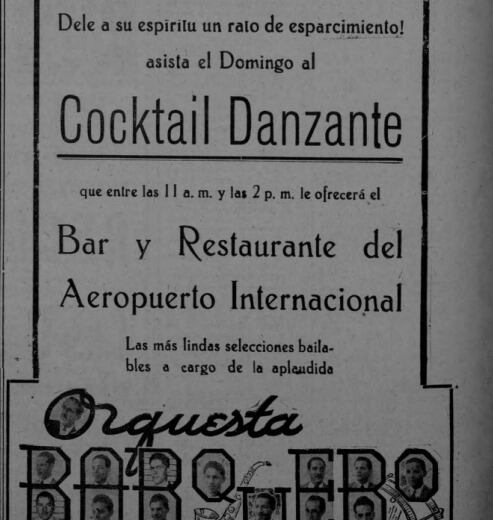 Dele a su espíritu un rato de esparcimiento!
asista el Domingo al
Cocktail Danzante
que entre las 11 a. m. y las 2 p. m. le ofrecerá el
Bar y Restaurante del
Aeropuerto Internacional
Las más lindas selecciones baila-
bles a cargo de la aplaudida
Orquesta